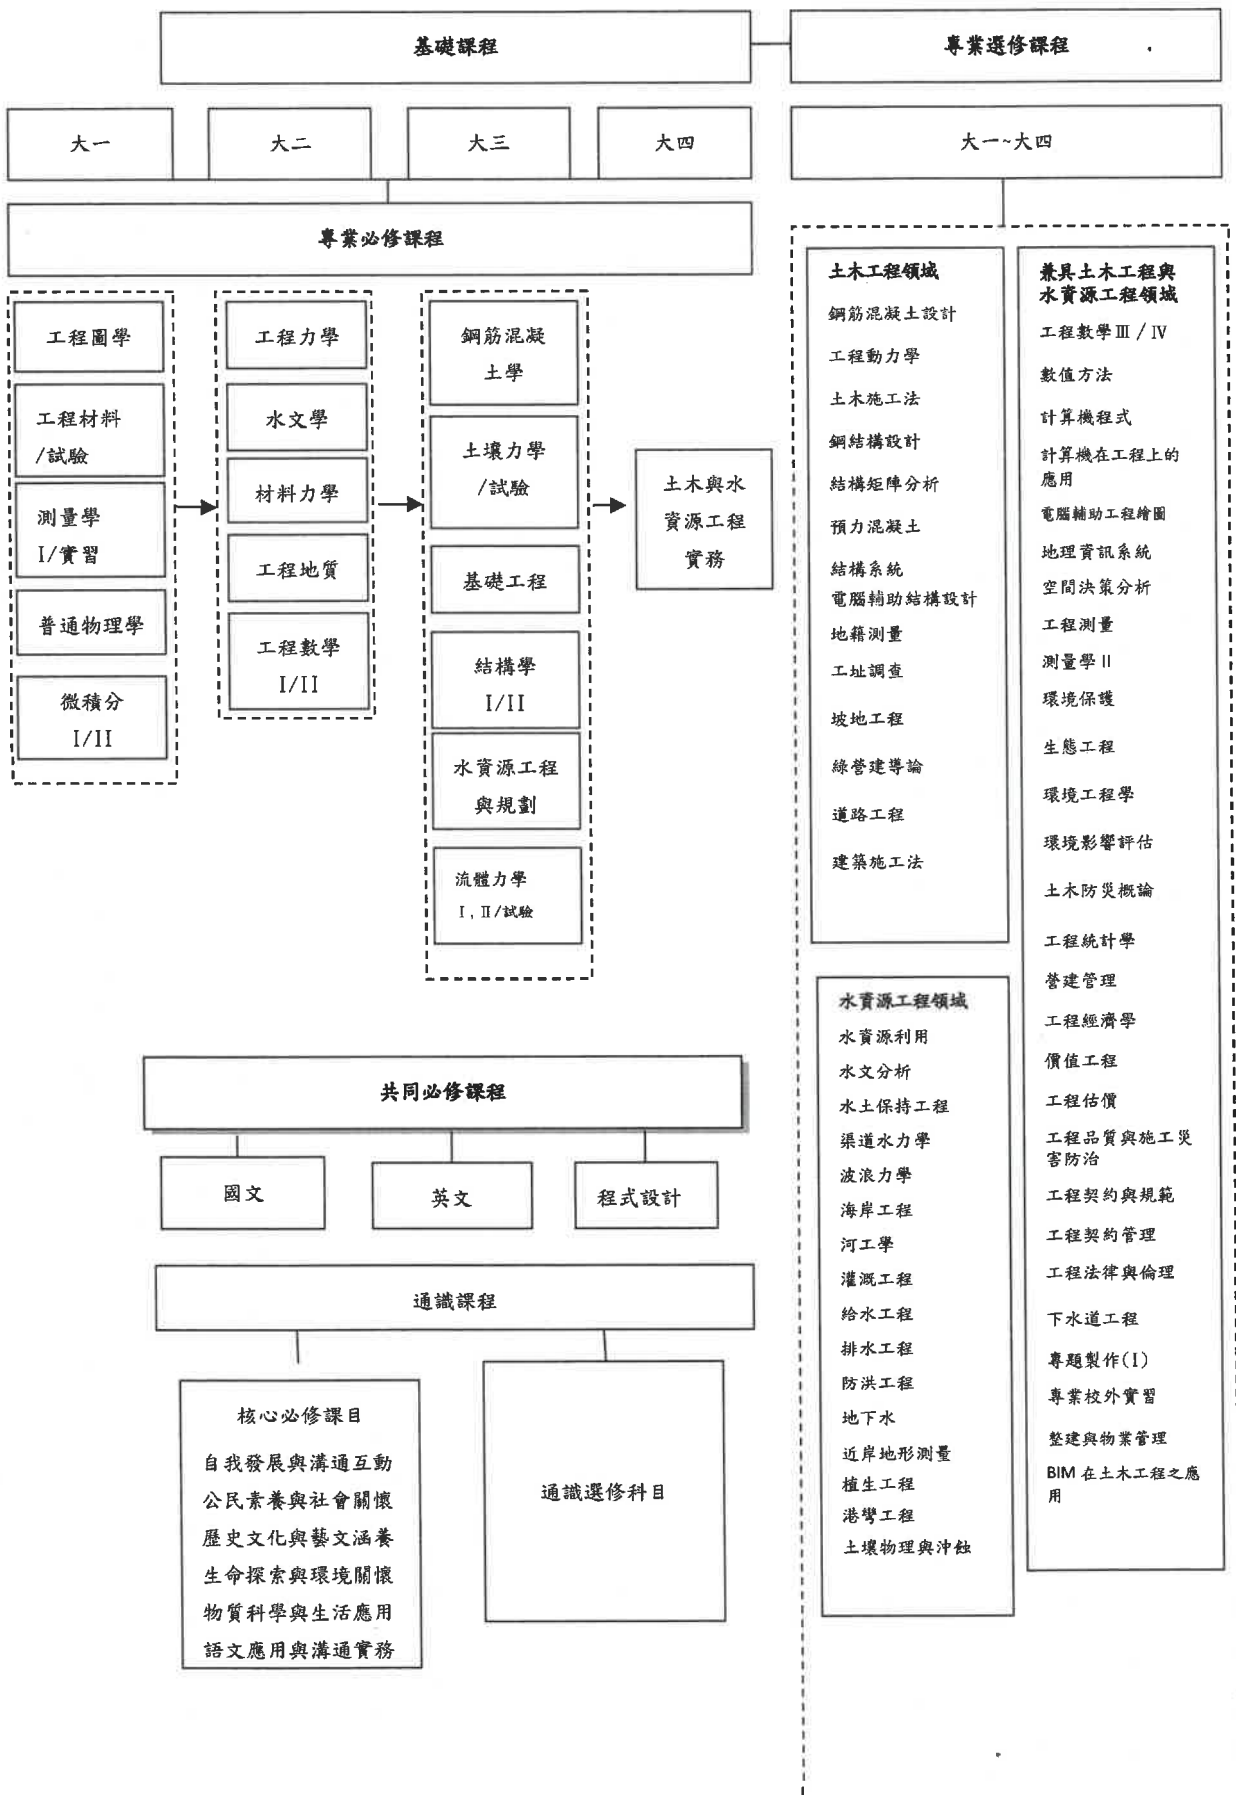 基礎課程
專業選修課程
大一
大二
大三
大四
大一~大四
專業必修課程
工程圖學
工程材料
/試驗
測量學
I/實習
普通物理學
微積分
I/II
工程力學
水文學
材料力學
工程地質
工程數學
I/II
鋼筋混凝
土學
土壤力學
/試驗
基礎工程
結構學
I/II
水資源工程
與規劃
流體力學
I , II/試驗
土木與水
資源工程
實務
土木工程領域
鋼筋混凝土設計
工程動力學
土木施工法
鋼結構設計
結構矩陣分析
預力混凝土
結構系統
電腦輔助結構設計
地籍測量
工址調查
坡地工程
綠營建導論
道路工程
建築施工法
水資源工程領域
水資源利用
水文分析
水土保持工程
渠道水力學
波浪力學
海岸工程
河工學
灌溉工程
給水工程
排水工程
防洪工程
地下水
近岸地形測量
植生工程
港彎工程
土壤物理與沖蝕
兼具土木工程與
水資源工程領域
工程數學Ⅲ / Ⅳ
數值方法
計算機程式
計算機在工程上的
應用
電腦輔助工程繪圖
地理資訊系統
空間決策分析
工程測量
測量學 II
環境保護
生態工程
環境工程學
環境影響評估
土木防災概論
工程統計學
營建管理
工程經濟學
價值工程
工程估價
工程品質與施工災
害防治
工程契約與規範
工程契約管理
工程法律與倫理
下水道工程
專題製作(I)
專業校外實習
整建與物業管理
BIM 在土木工程之應
用
共同必修課程
國文
英文
程式設計
通識課程
核心必修課目
自我發展與溝通互動
公民素養與社會關懷
歷史文化與藝文涵養
生命探索與環境關懷
物質科學與生活應用
語文應用與溝通實務
通識選修科目